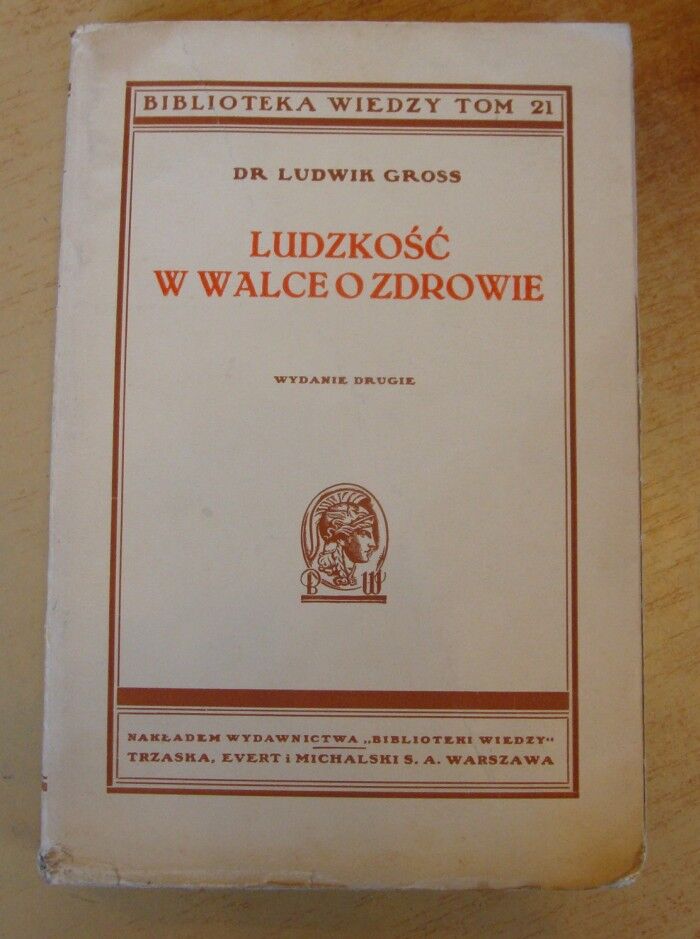 BIBLIOTEKA WIEDZY TOM 21
DR LUDWIK GROSS
LUDZKOŚĆ
W WALCE O ZDROWIE
WYDANIE DRUGIE
B W
NAKŁADEM WYDAWNICTWA „BIBLIOTEKI WIEDZY“
TRZASKA, EVERT i MICHALSKI S. A. WARSZAWA